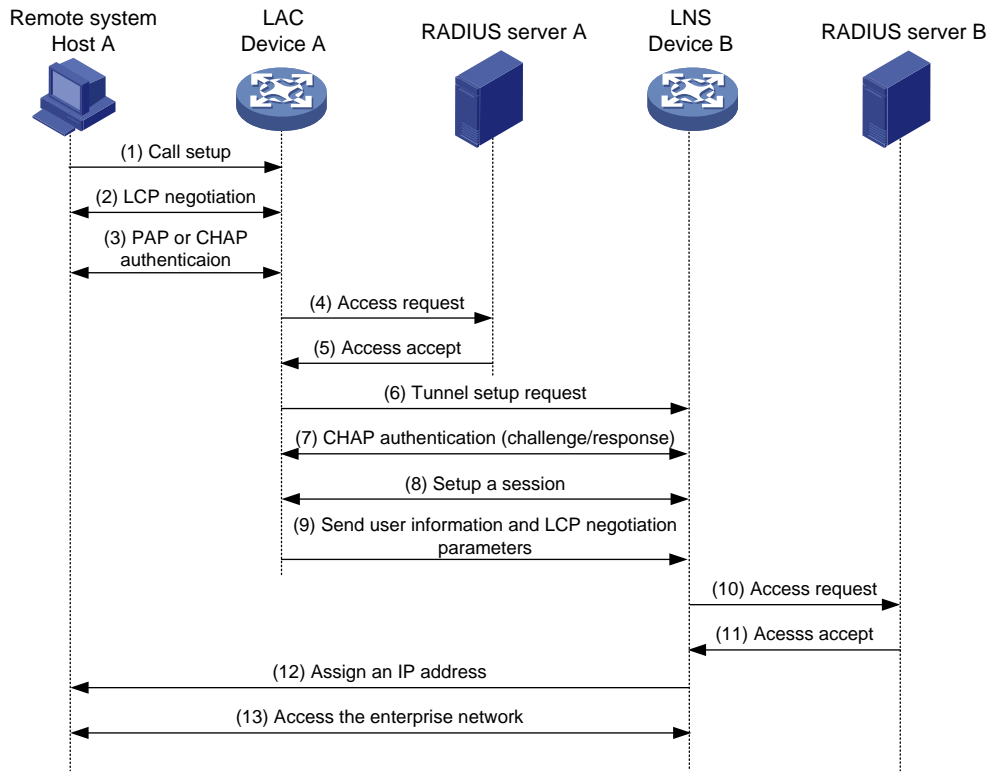 Remote system
Host A
LAC
Device A
RADIUS server A
LNS
Device B
RADIUS server B
(1) Call setup
(2) LCP negotiation
(3) PAP or CHAP
authenticaion
(4) Access request
(5) Access accept
(6) Tunnel setup request
(7) CHAP authentication (challenge/response)
(8) Setup a session
(9) Send user information and LCP negotiation
parameters
(10) Access request
(11) Acesss accept
(12) Assign an IP address
(13) Access the enterprise network